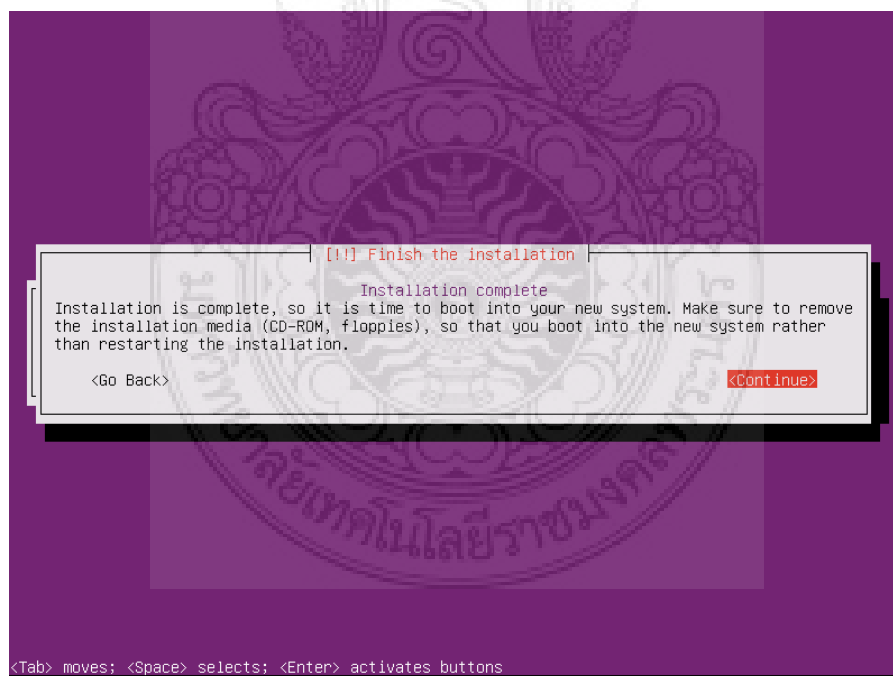 [!!] Finish the installation
Installation complete
Installation is complete, so it is time to boot into your new system. Make sure to remove
the installation media (CD-ROM, floppies), so that you boot into the new system rather
than restarting the installation.
<Go Back> <Continue>
<Tab> moves; <Space> selects; <Enter> activates buttons